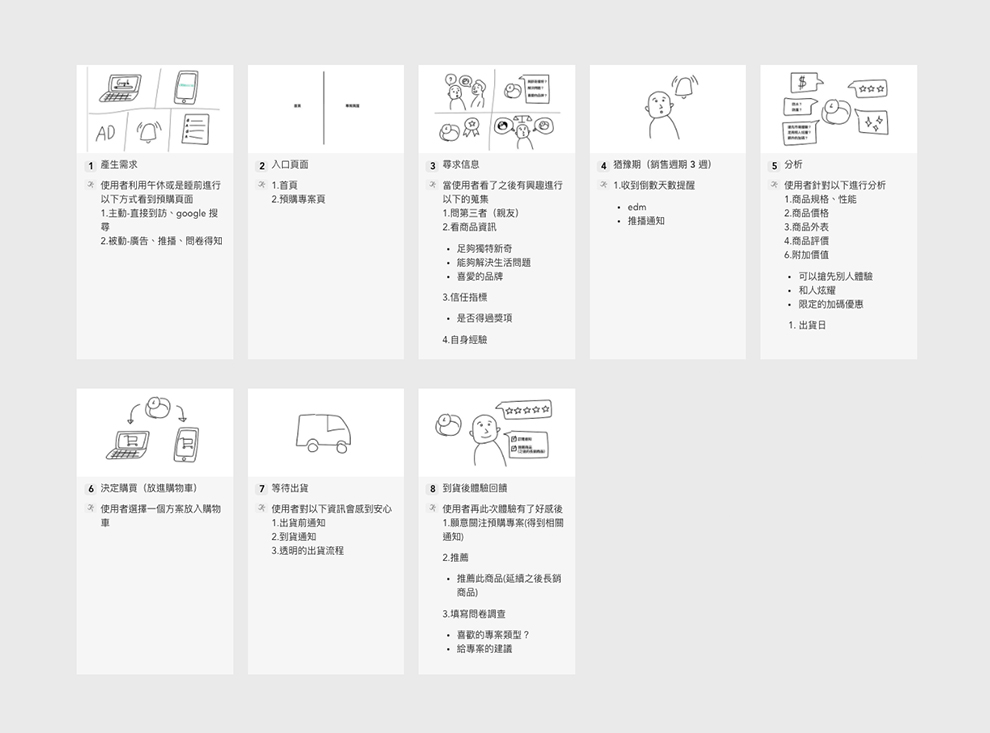 Google
AD
1 產生需求
使用者利用午休或是睡前進行
以下方式看到預購頁面
1.主動-直接到訪、google 搜
尋
2.被動-廣告、推播、問卷得知
首頁
專案頁面
2 入口頁面
1.首頁
2.預購專案頁
3 尋求信息
當使用者看了之後有興趣進行
以下的蒐集
1.問第三者（親友）
2.看商品資訊
• 足夠獨特新奇
• 能夠解決生活問題
• 喜愛的品牌
3.信任指標
• 是否得過獎項
4.自身經驗
4 猶豫期（銷售週期 3 週）
1.收到倒數天數提醒
• edm
• 推播通知
$
5 分析
使用者針對以下進行分析
1.商品規格、性能
2.商品價格
3.商品外表
4.商品評價
6.附加價值
• 可以搶先別人體驗
• 和人炫耀
• 限定的加碼優惠
1. 出貨日
6 決定購買（放進購物車）
使用者選擇一個方案放入購物
車
7 等待出貨
使用者對以下資訊會感到安心
1.出貨前通知
2.到貨通知
3.透明的出貨流程
8 到貨後體驗回饋
使用者再此次體驗有了好感後
1.願意關注預購專案(得到相關
通知)
2.推薦
• 推薦此商品(延續之後長銷
商品)
3.填寫問卷調查
• 喜歡的專案類型？
• 給專案的建議